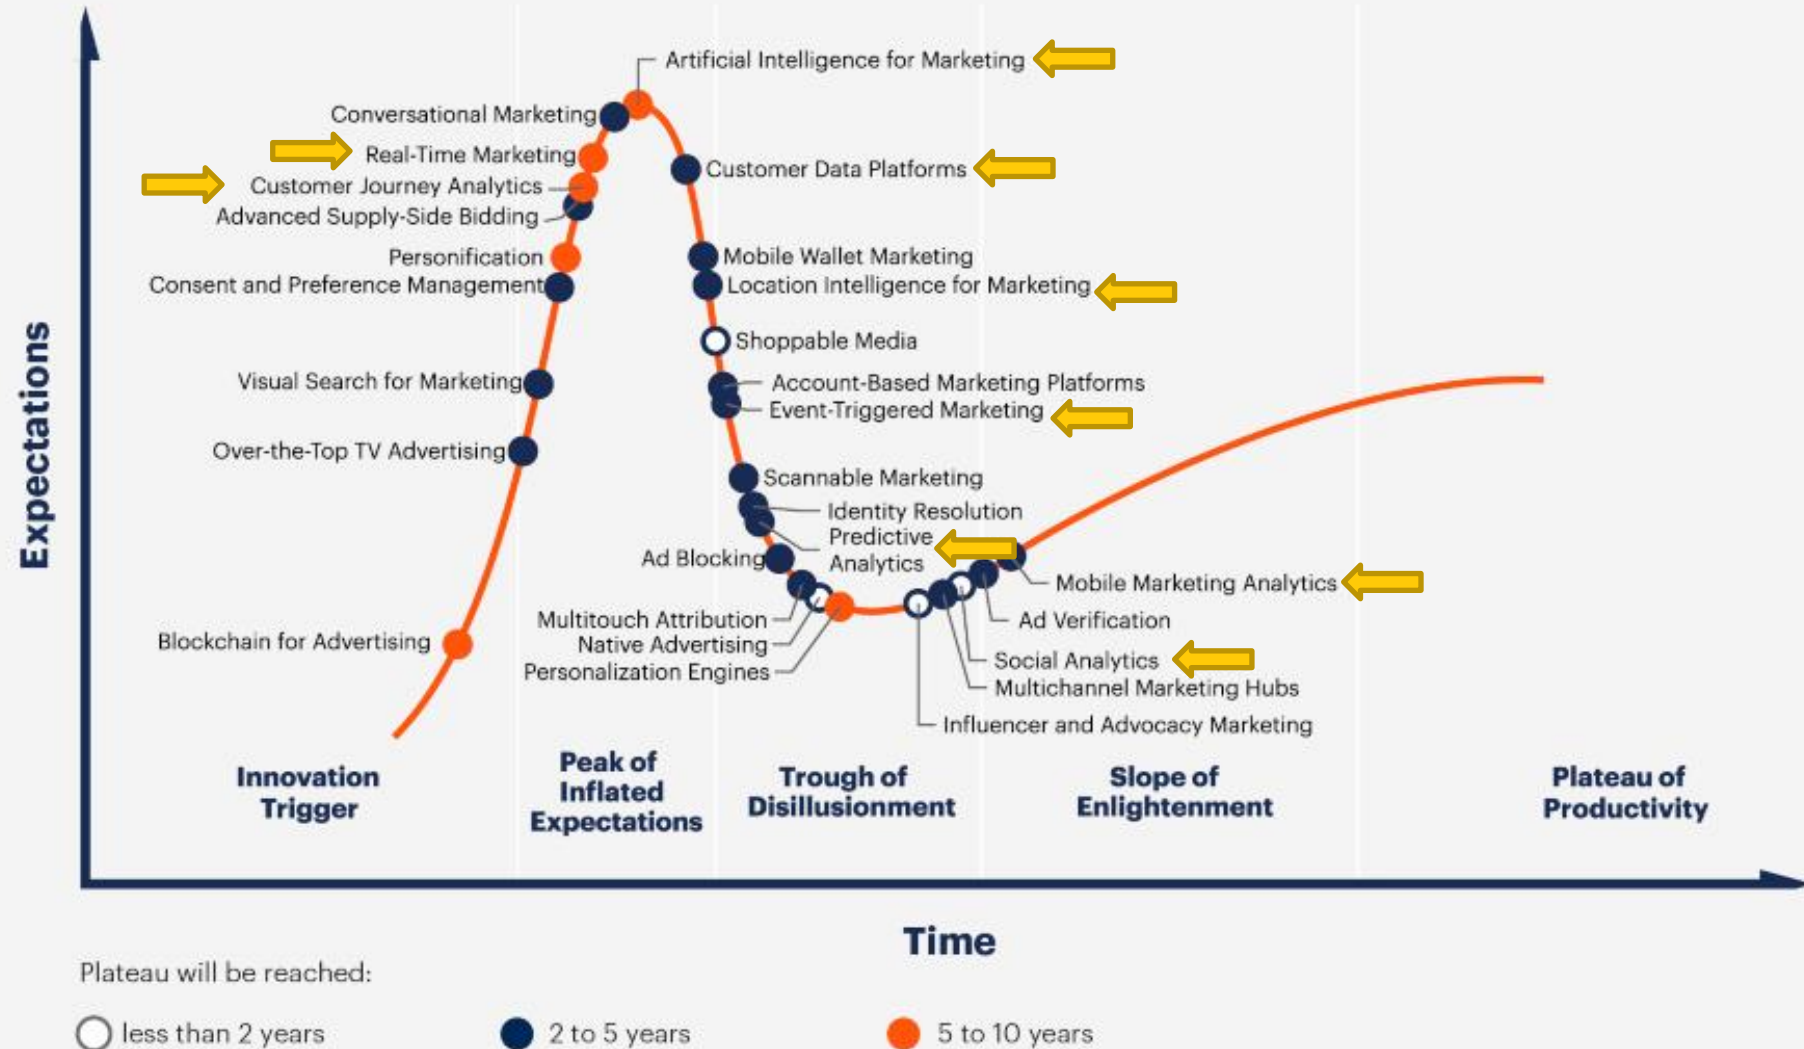 Artificial Intelligence for Marketing
Conversational Marketing
Real-Time Marketing
Customer Data Platforms
Customer Journey Analytics
Advanced Supply-Side Bidding
Personification
Mobile Wallet Marketing
Consent and Preference Management
Location Intelligence for Marketing
Shoppable Media
Visual Search for Marketing
Account-Based Marketing Platforms
Event-Triggered Marketing
Over-the-Top TV Advertising
Scannable Marketing
Identity Resolution
Predictive
Analytics
Ad Blocking
Mobile Marketing Analytics
Multitouch Attribution
Ad Verification
Blockchain for Advertising
Native Advertising
Social Analytics
Personalization Engines
Multichannel Marketing Hubs
Influencer and Advocacy Marketing
Expectations
Innovation
Trigger
Peak of
Inflated
Expectations
Trough of
Disillusionment
Slope of
Enlightenment
Plateau of
Productivity
Time
Plateau will be reached:
less than 2 years
2 to 5 years
5 to 10 years